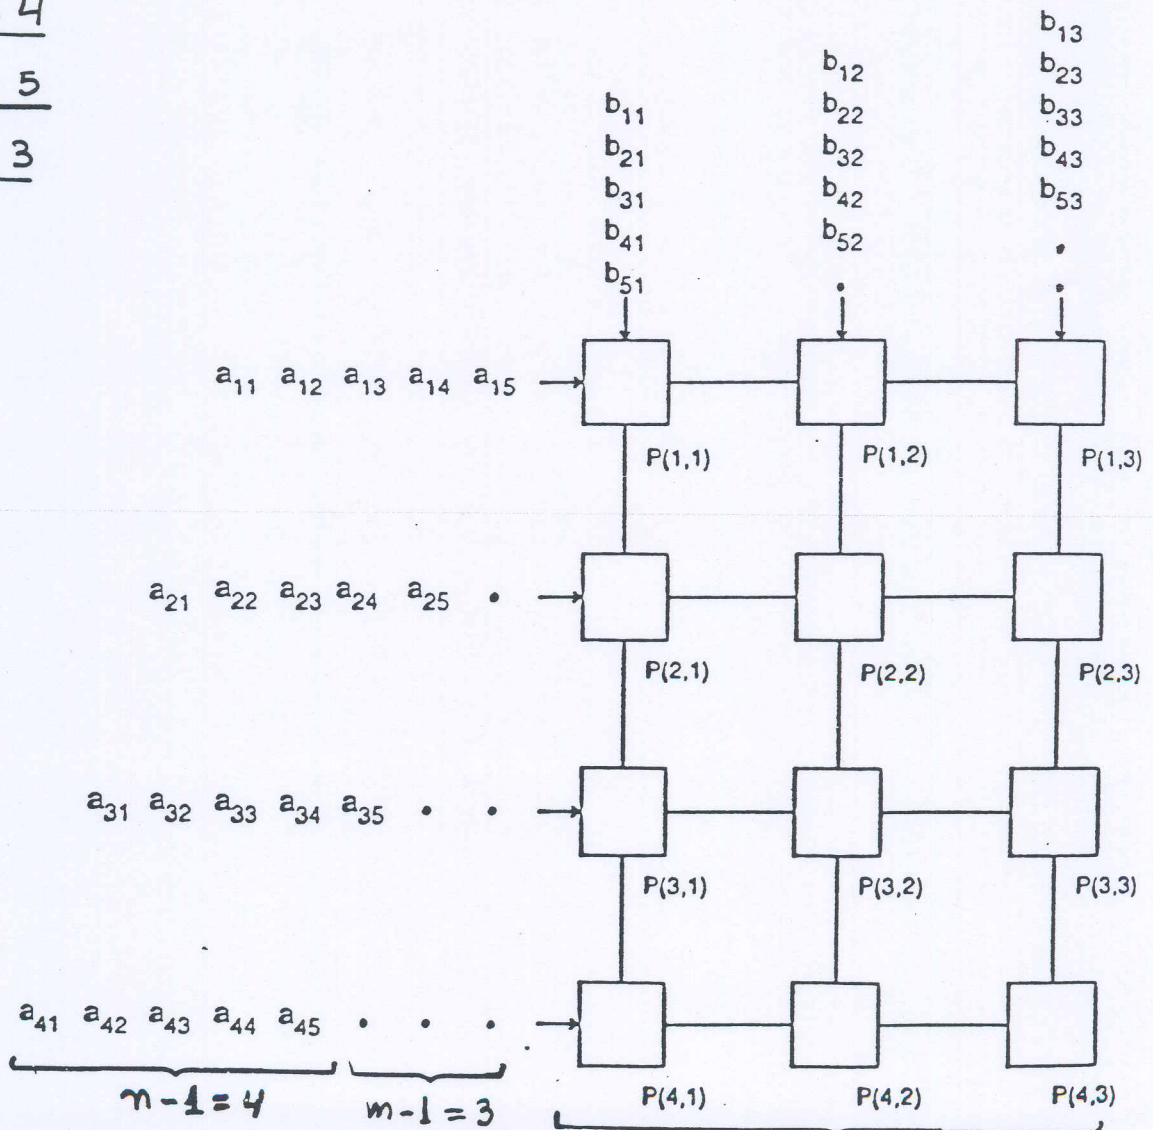 4
5
3
b13
b23
b33
b43
b53
b12
b22
b32
b42
b52
b11
b21
b31
b41
b51
a11 a12 a13 a14 a15
P(1,1) P(1,2) P(1,3)
a21 a22 a23 a24 a25
P(2,1) P(2,2) P(2,3)
a31 a32 a33 a34 a35
P(3,1) P(3,2) P(3,3)
a41 a42 a43 a44 a45
n-1=4 m-1=3
P(4,1) P(4,2) P(4,3)